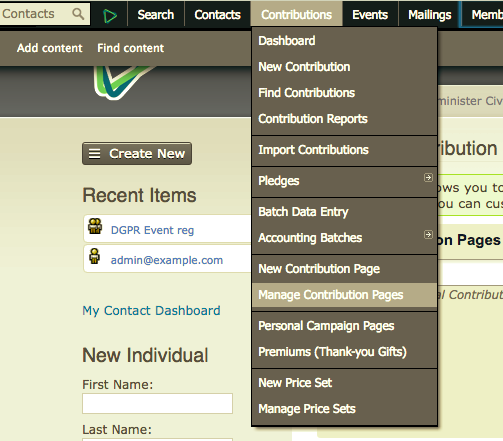 Contacts
Search
Contacts
Contributions
Events
Mailings
Memb
Add content
Find content
Dashboard
New Contribution
Find Contributions
Contribution Reports
Import Contributions
Pledges
Batch Data Entry
Accounting Batches
New Contribution Page
Manage Contribution Pages
Personal Campaign Pages
Premiums (Thank-you Gifts)
New Price Set
Manage Price Sets
Create New
Recent Items
DGPR Event reg
admin@example.com
My Contact Dashboard
New Individual
First Name:
Last Name:
minister Civ
ribution
ows you to
ou can cus
on Pages
al Contribut